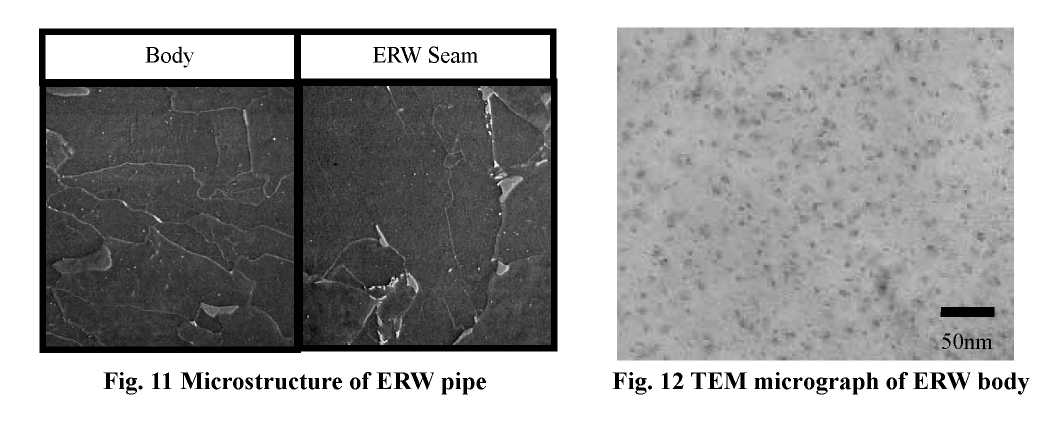 Body
ERW Seam
50nm
Fig. 11 Microstructure of ERW pipe
Fig. 12 TEM micrograph of ERW body